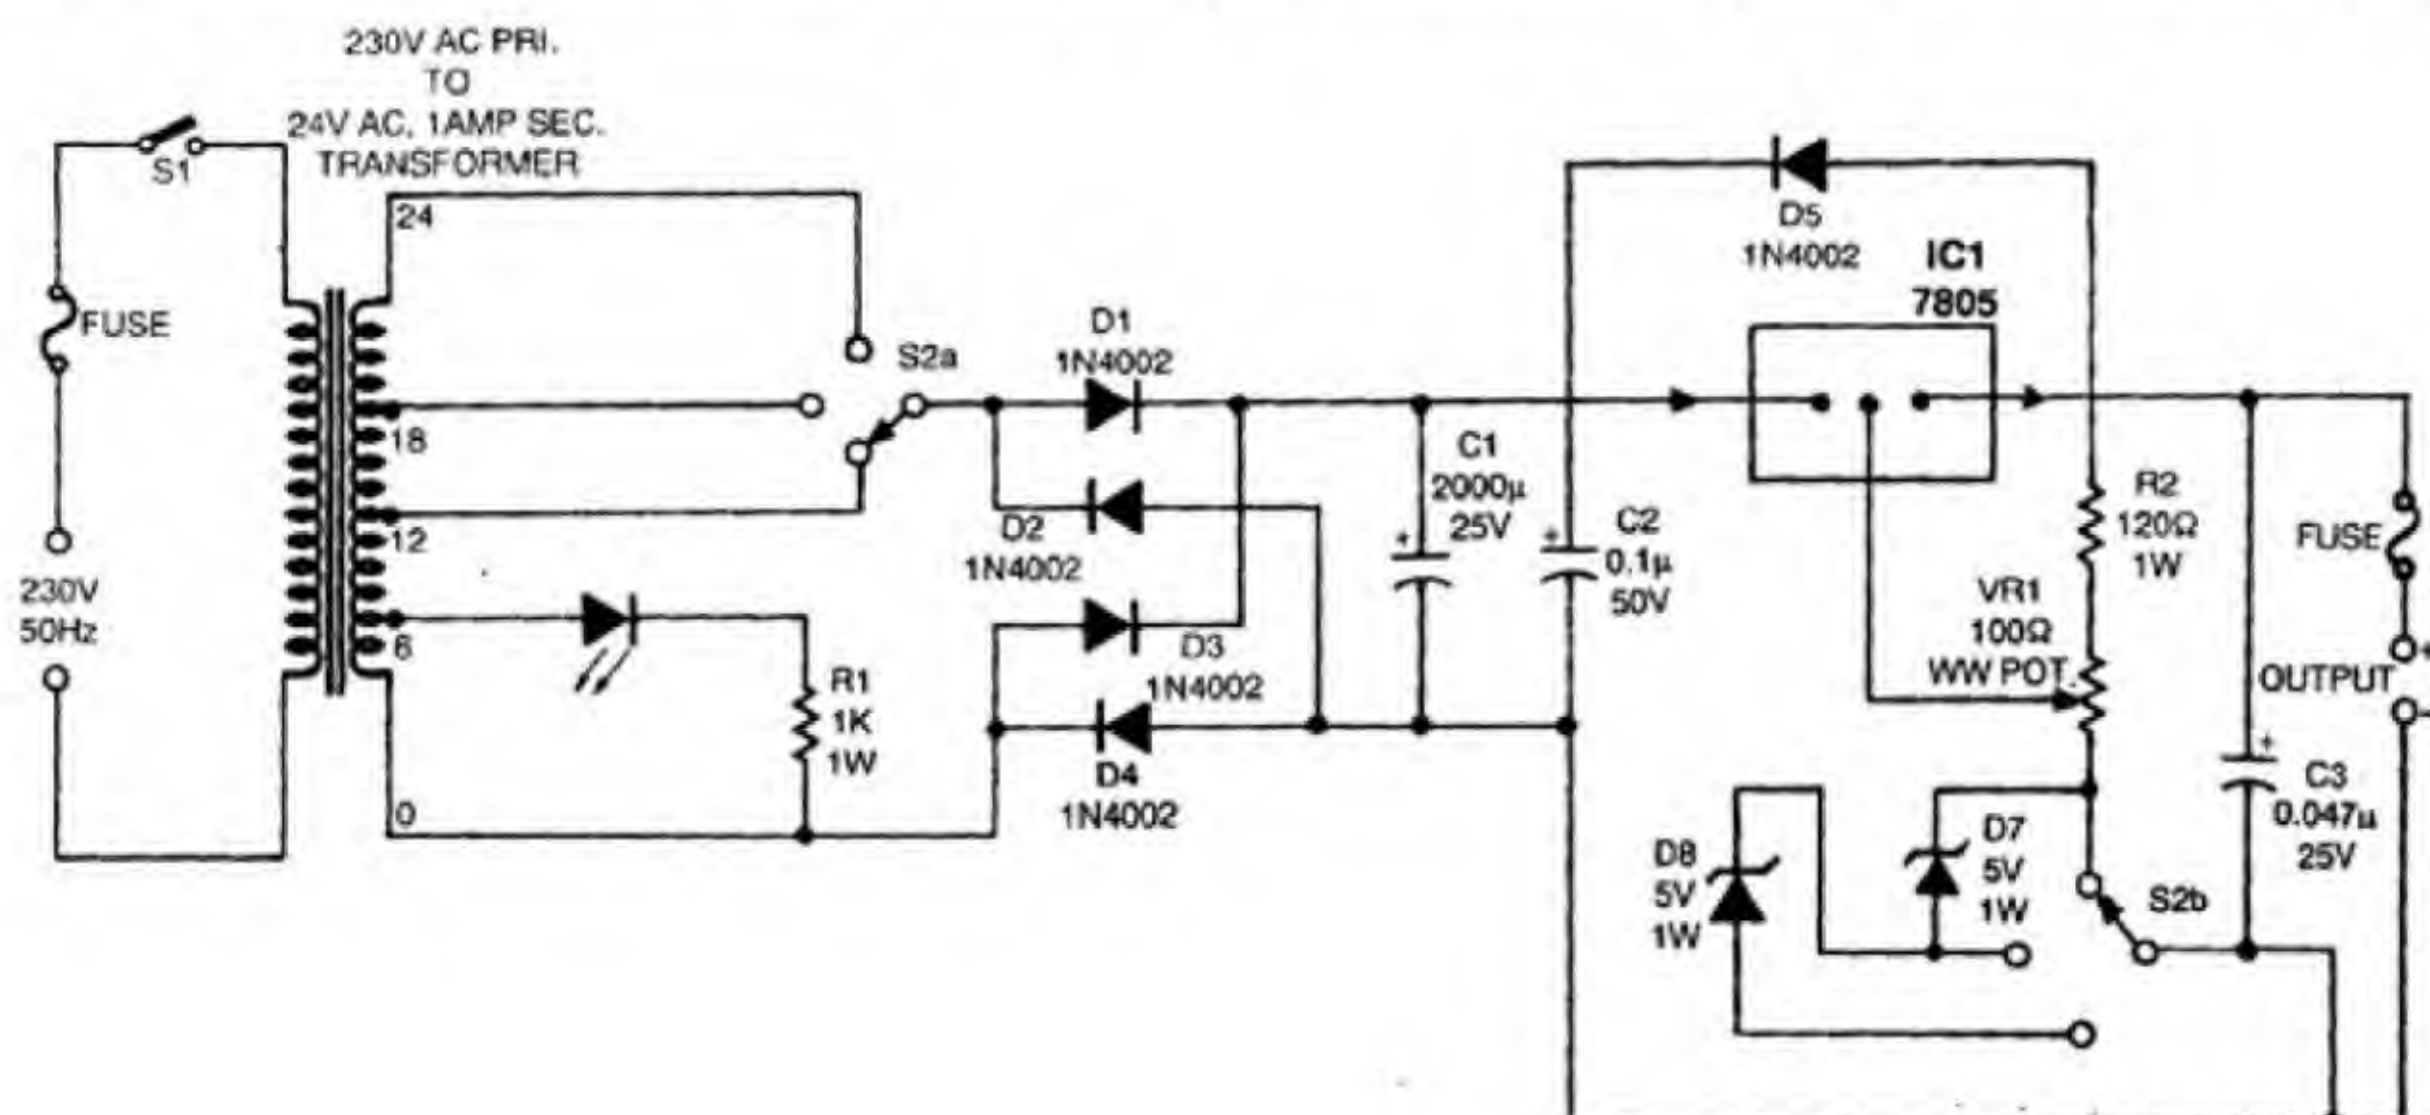 230V AC PRI.
TO
24V AC, 1AMP SEC.
TRANSFORMER
S1
FUSE
230V
50Hz
24
18
12
6
0
S2a
D1
1N4002
D2
1N4002
D3
1N4002
D4
1N4002
R1
1K
1W
C1
2000µ
25V
+
C2
0.1µ
50V
+
D5
1N4002
IC1
7805
R2
120Ω
1W
VR1
100Ω
WW POT.
FUSE
+
OUTPUT
-
D8
5V
1W
D7
5V
1W
S2b
+
C3
0.047µ
25V